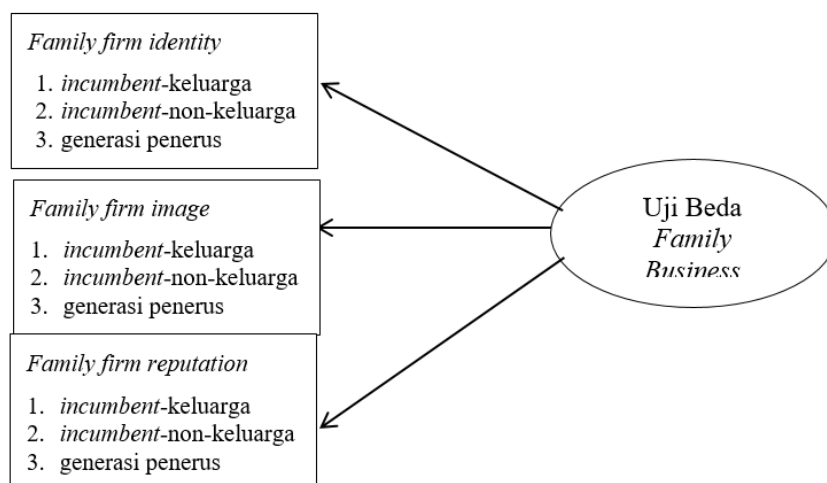 Family firm identity
1. incumbent-keluarga
2. incumbent-non-keluarga
3. generasi penerus
Family firm image
1. incumbent-keluarga
2. incumbent-non-keluarga
3. generasi penerus
Family firm reputation
1. incumbent-keluarga
2. incumbent-non-keluarga
3. generasi penerus
Uji Beda
Family
Business